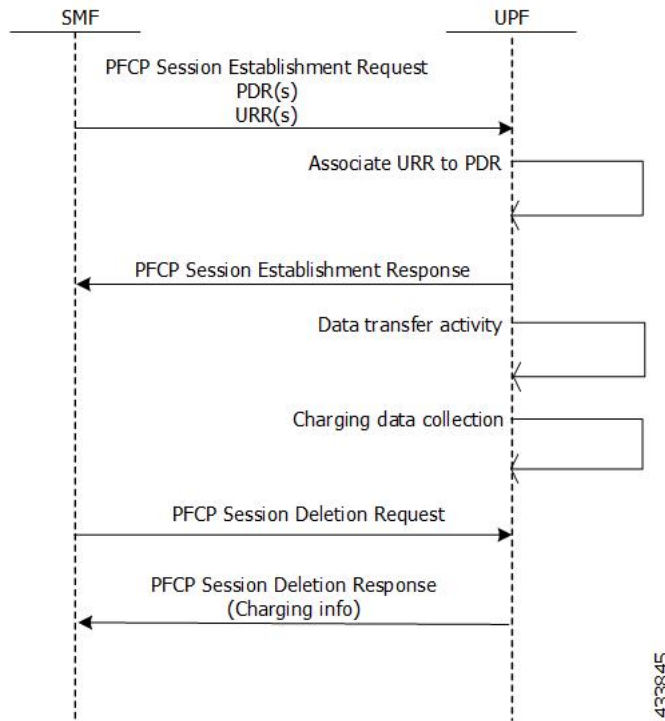 SMF
UPF
PFCP Session Establishment Request
PDR(s)
URR(s)
Associate URR to PDR
PFCP Session Establishment Response
Data transfer activity
Charging data collection
PFCP Session Deletion Request
PFCP Session Deletion Response
(Charging info)
433845